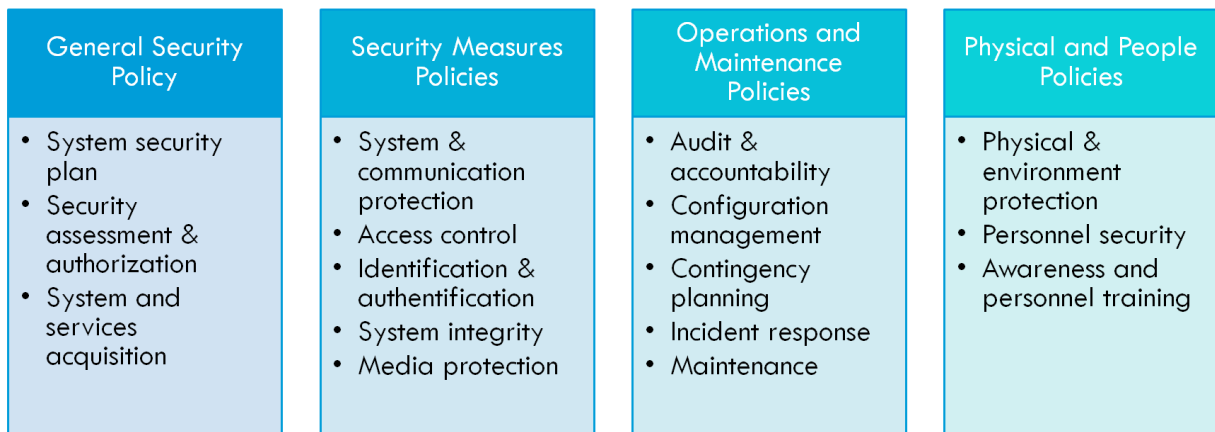 General Security
Policy
• System security
plan
• Security
assessment &
authorization
• System and
services
acquisition
Security Measures
Policies
• System &
communication
protection
• Access control
• Identification &
authentification
• System integrity
• Media protection
Operations and
Maintenance
Policies
• Audit &
accountability
• Configuration
management
• Contingency
planning
• Incident response
• Maintenance
Physical and People
Policies
• Physical &
environment
protection
• Personnel security
• Awareness and
personnel training